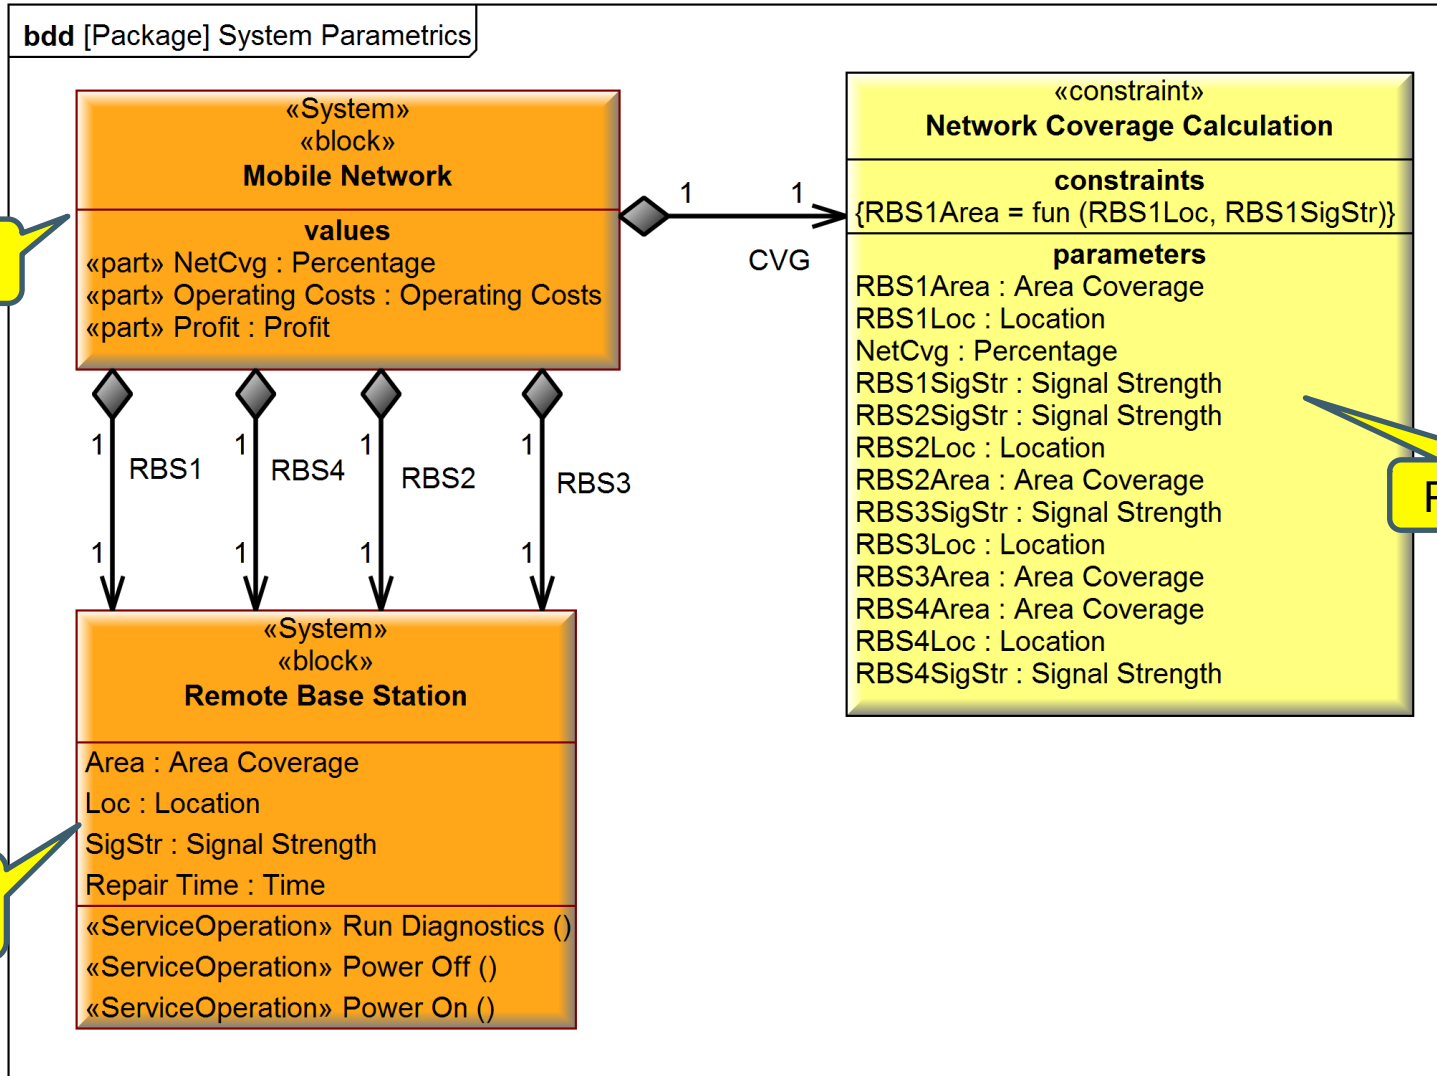 bdd [Package] System Parametrics
«System»
«block»
Mobile Network
values
«part» NetCvg : Percentage
«part» Operating Costs : Operating Costs
«part» Profit : Profit
1
1
CVG
«constraint»
Network Coverage Calculation
constraints
{RBS1Area = fun (RBS1Loc, RBS1SigStr)}
parameters
RBS1Area : Area Coverage
RBS1Loc : Location
NetCvg : Percentage
RBS1SigStr : Signal Strength
RBS2SigStr : Signal Strength
RBS2Loc : Location
RBS2Area : Area Coverage
RBS3SigStr : Signal Strength
RBS3Loc : Location
RBS3Area : Area Coverage
RBS4Area : Area Coverage
RBS4Loc : Location
RBS4SigStr : Signal Strength
1
RBS1
1
1
RBS4
1
1
RBS2
1
1
RBS3
1
«System»
«block»
Remote Base Station
Area : Area Coverage
Loc : Location
SigStr : Signal Strength
Repair Time : Time
«ServiceOperation» Run Diagnostics ()
«ServiceOperation» Power Off ()
«ServiceOperation» Power On ()